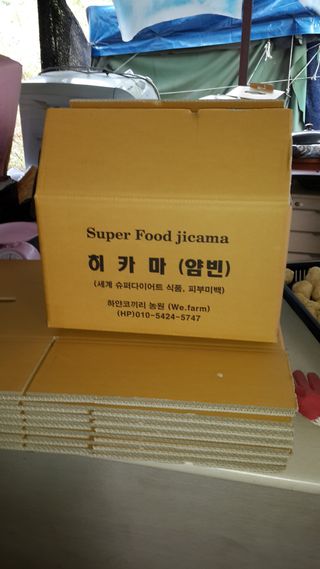 Super Food jicama
히 카 마 (얌빈)
(세계 슈퍼다이어트 식품, 피부미백)
하얀코끼리 농원 (We.farm)
(HP)010-5424-5747